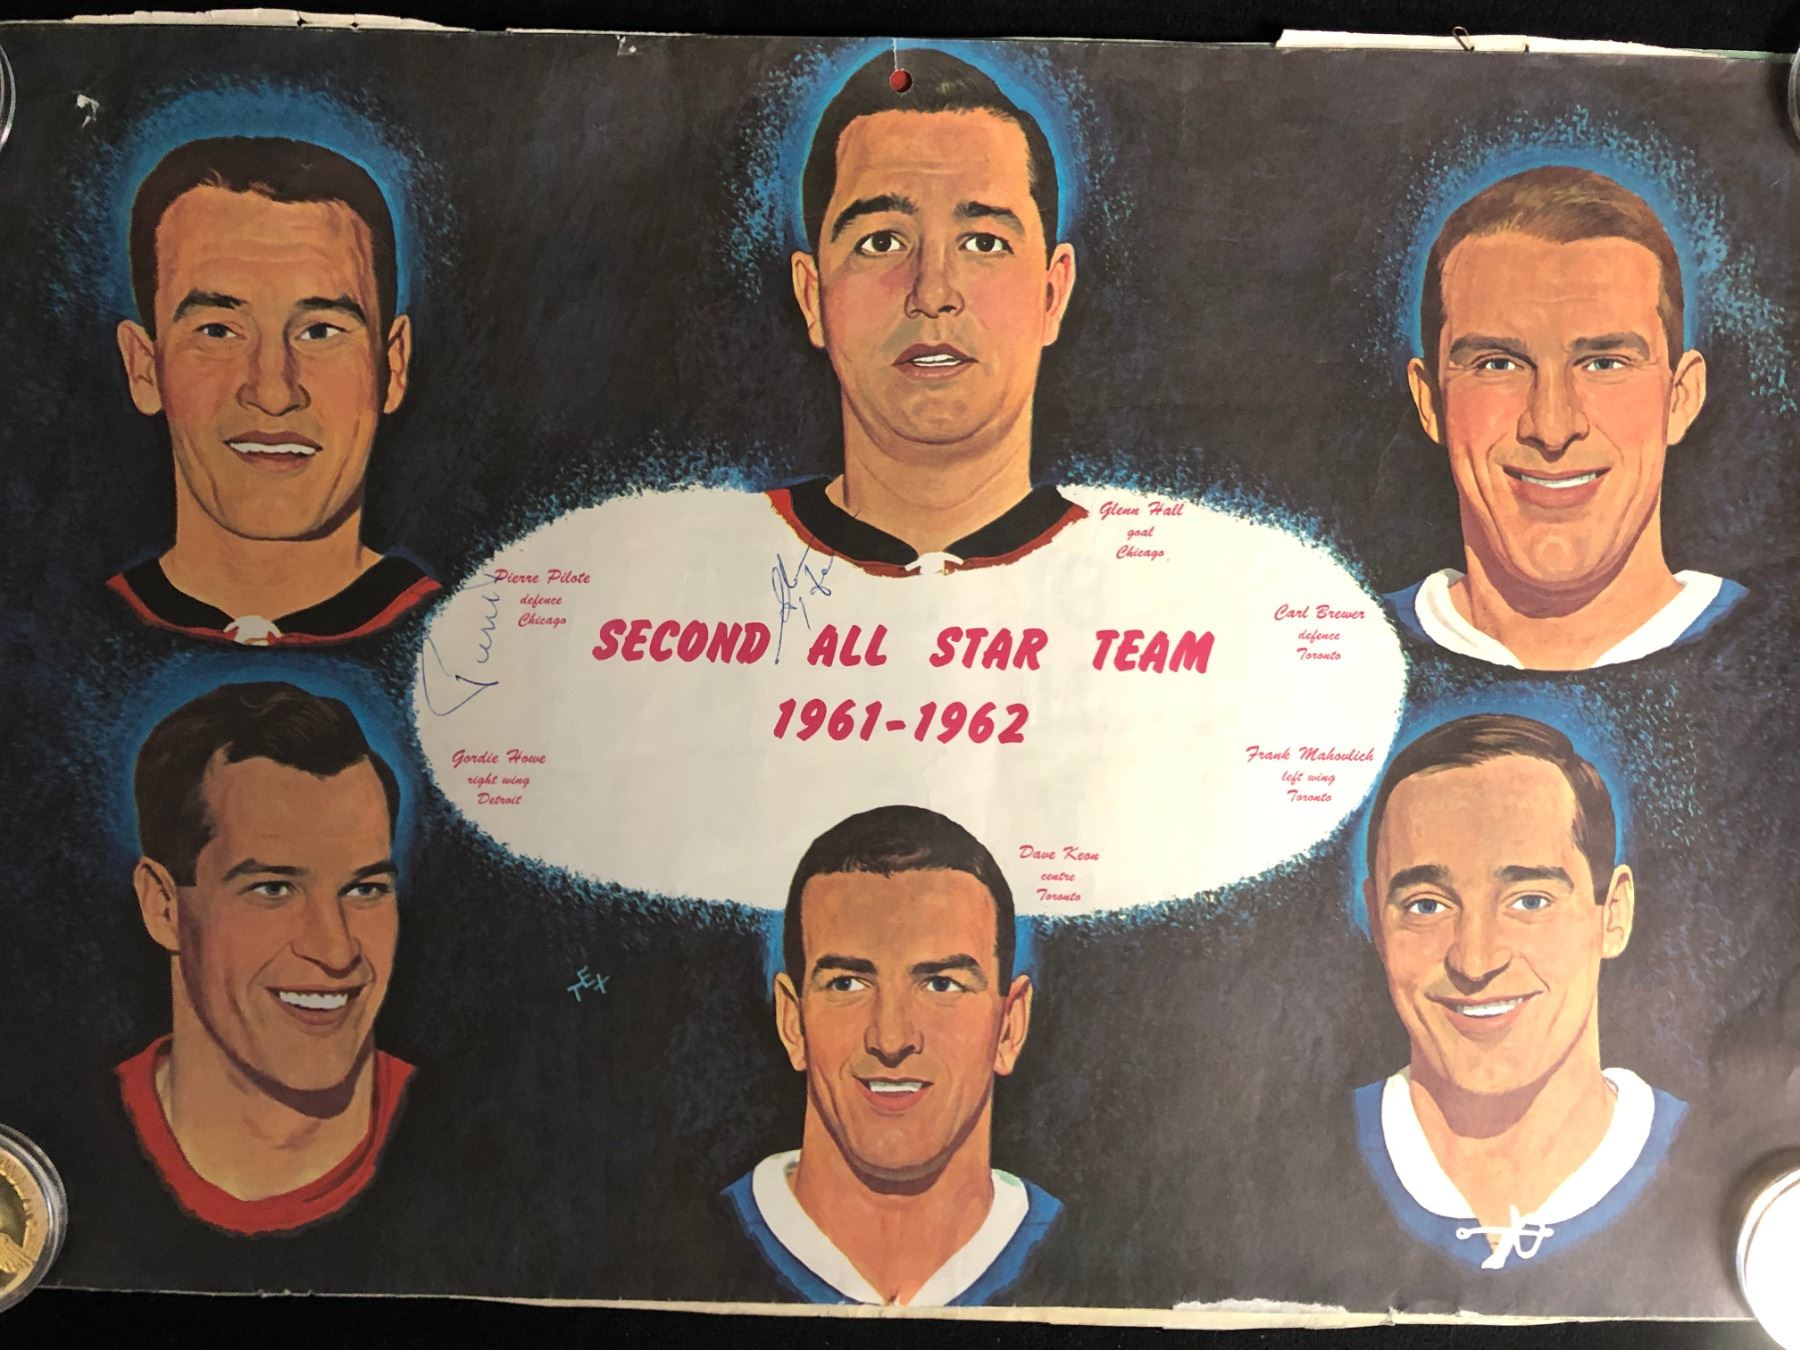 Glenn Hall
goal
Chicago
Pierre Pilote
defence
Chicago
Carl Brewer
defence
Toronto
SECOND ALL STAR TEAM
1961-1962
Gordie Howe
right wing
Detroit
Frank Mahovlich
left wing
Toronto
Dave Keon
centre
Toronto
TEX